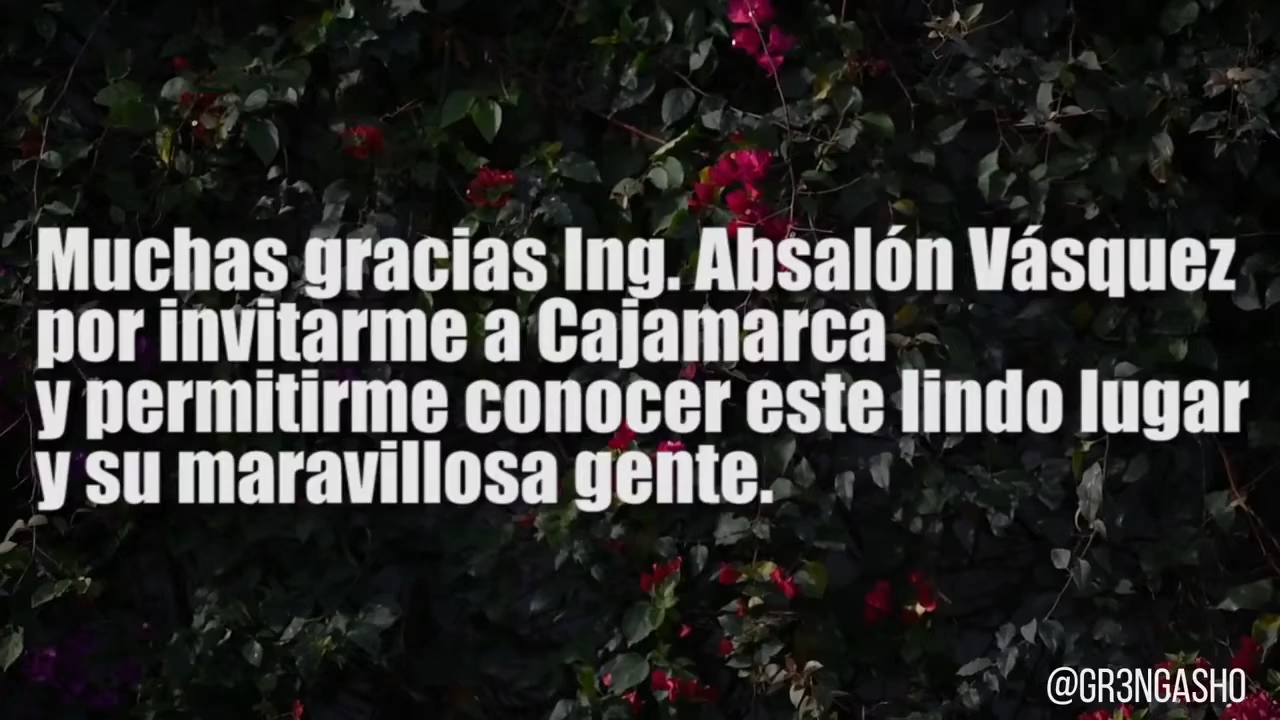 Muchas gracias Ing. Absalón Vásquez
por invitarme a Cajamarca
y permitirme conocer este lindo lugar
y su maravillosa gente.
@GR3NGASHO